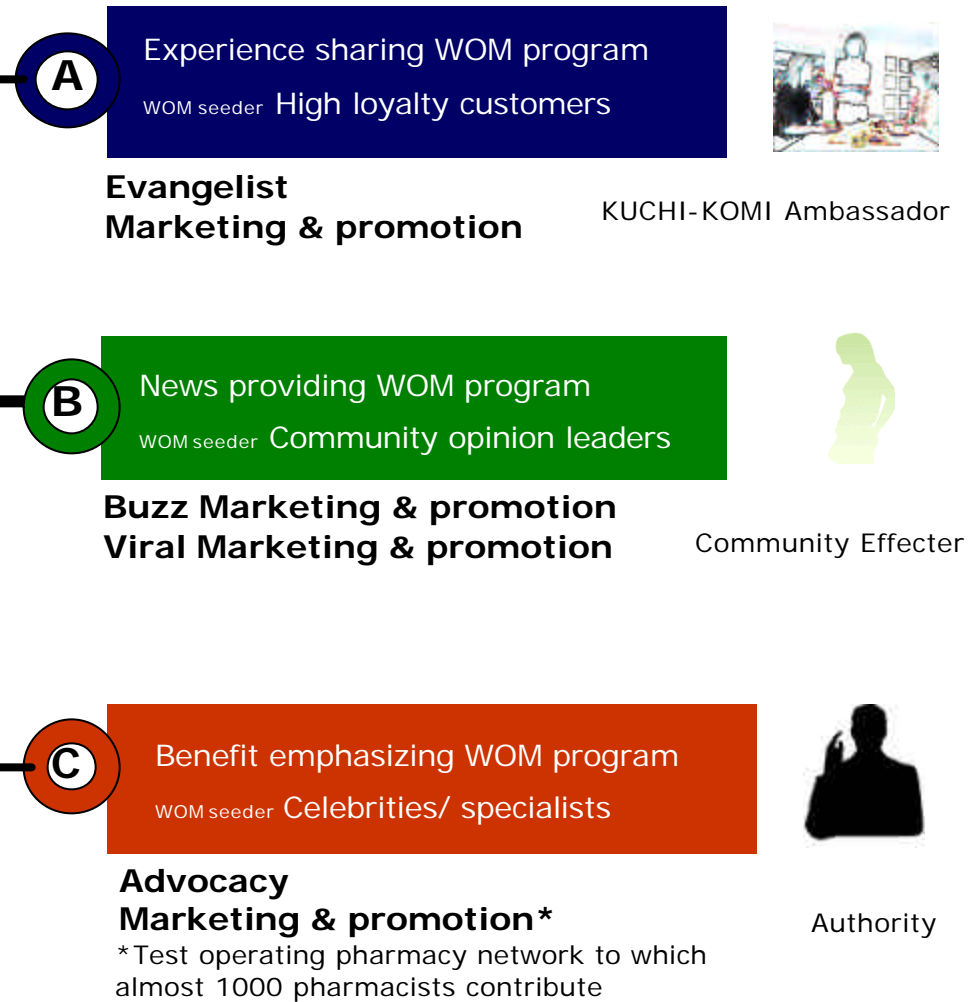 A
Experience sharing WOM program
WOM seeder High loyalty customers
Evangelist
Marketing & promotion
KUCHI-KOMI Ambassador
B
News providing WOM program
WOM seeder Community opinion leaders
Buzz Marketing & promotion
Viral Marketing & promotion
Community Effecter
C
Benefit emphasizing WOM program
WOM seeder Celebrities/ specialists
Advocacy
Marketing & promotion*
*Test operating pharmacy network to which
almost 1000 pharmacists contribute
Authority